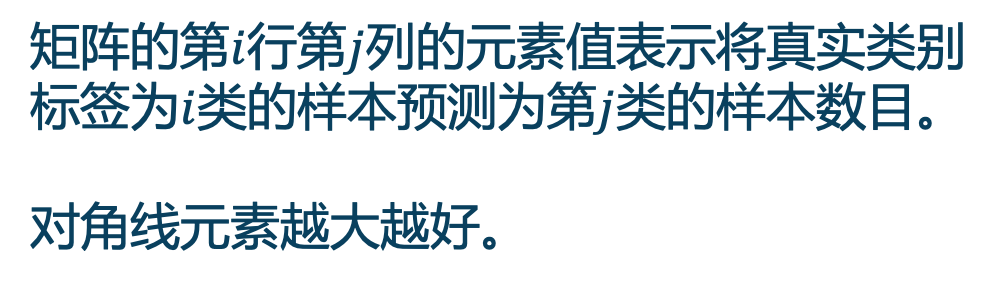 矩阵的第i行第j列的元素值表示将真实类别
标签为i类的样本预测为第j类的样本数目。
对角线元素越大越好。